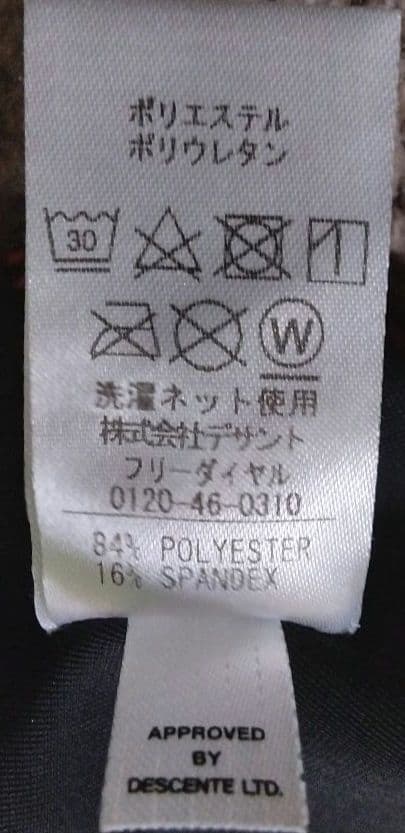 ポリエステル
ポリウレタン
30
W
洗濯ネット使用
株式会社デサント
フリーダイヤル
0120-46-0310
84% POLYESTER
16% SPANDEX
APPROVED
BY
DESCENTE LTD.